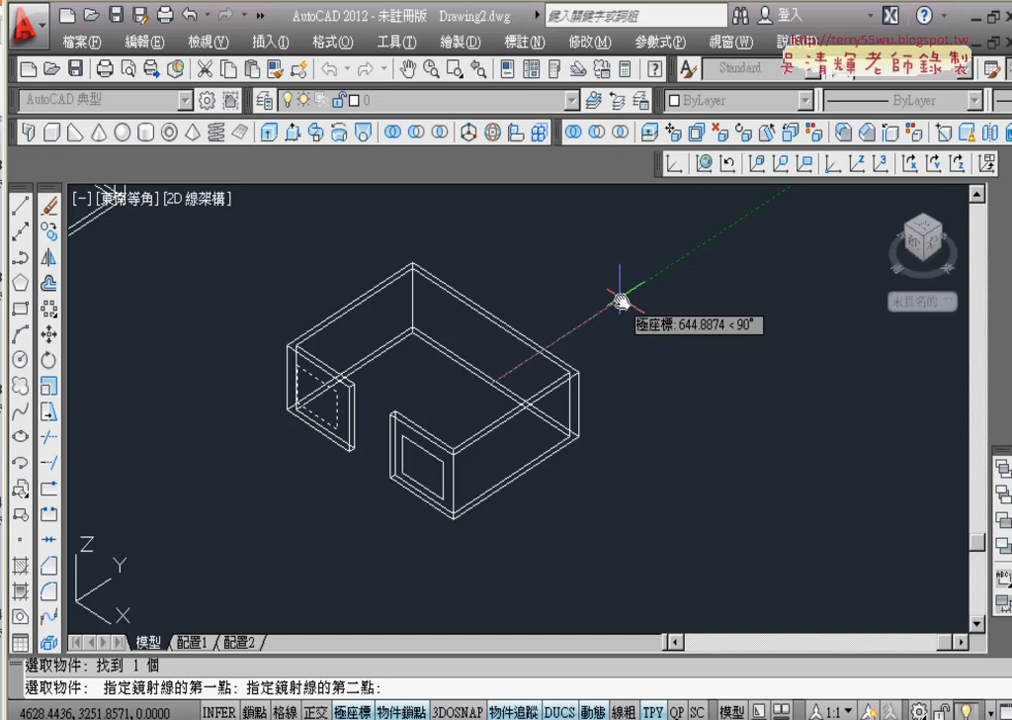 AutoCAD 2012 - 未註冊版 Drawing2.dwg
鍵入關鍵字或詞組
登入
檔案(F) 編輯(E) 檢視(V) 插入(I) 格式(O) 工具(T) 繪製(D) 標註(N) 修改(M) 參數式(P) 視窗(W)
http://terry55wu.blogspot.tw
吳清輝老師錄製
Standard
AutoCAD 典型
0
ByLayer
ByLayer
[−][東南等角][2D 線架構]
未具名的
極座標: 644.8874 < 90°
Z
Y
X
模型 配置1 配置2
選取物件: 找到 1 個
選取物件: 指定鏡射線的第一點: 指定鏡射線的第二點:
4628.4436, 3251.8571, 0.0000 INFER 鎖點 格線 正交 極座標 物件鎖點 3DOSNAP 物件追蹤 DUCS 動態 線粗 TPY QP SC 模型 1:1